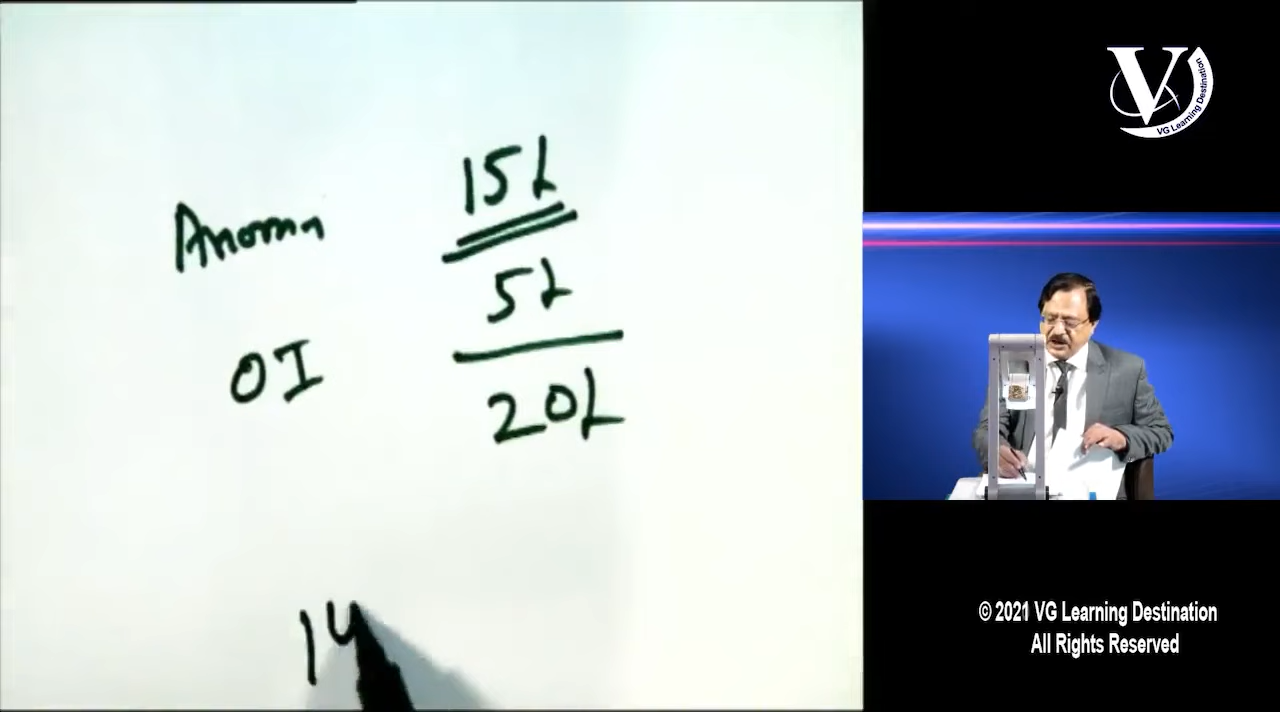 15L
Anomn
5L
OI
20L
14
V
VG Learning Destination
© 2021 VG Learning Destination
All Rights Reserved